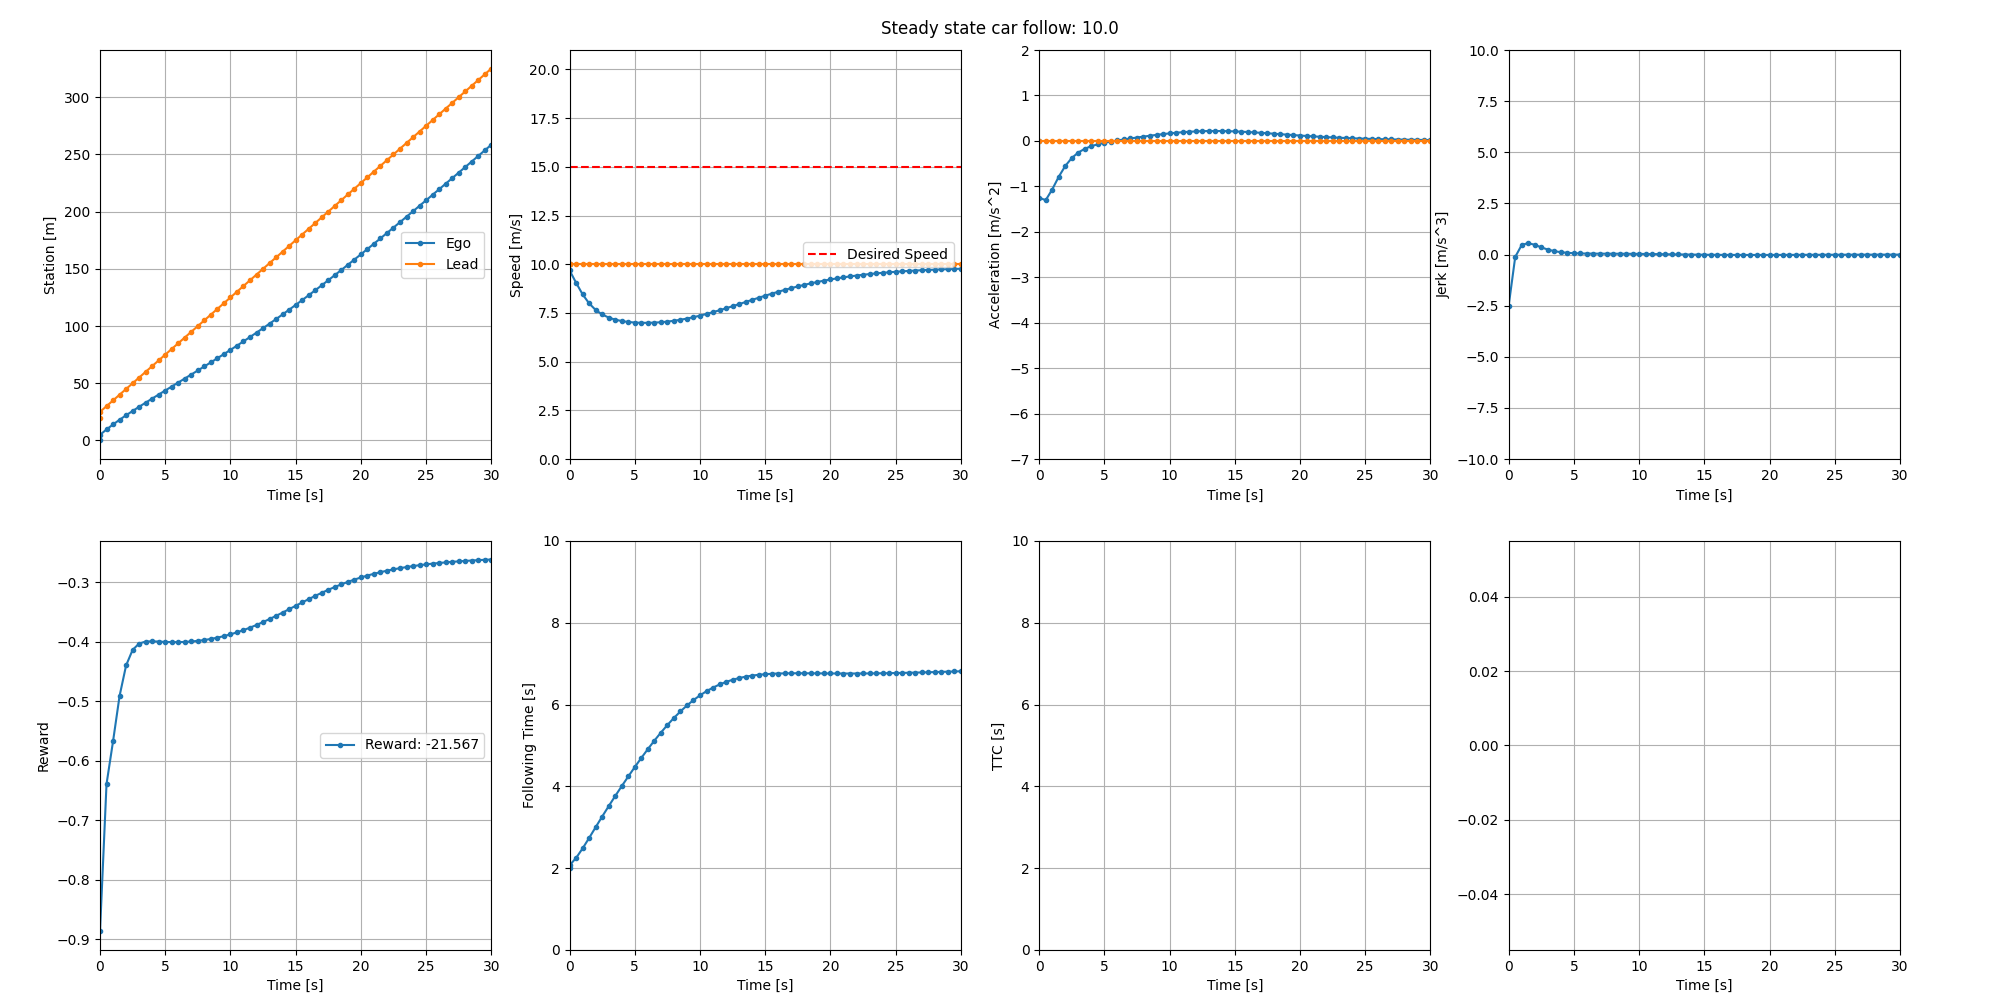 Steady state car follow: 10.0
Station [m]
300
250
200
150
100
50
0
Ego
Lead
0 5 10 15 20 25 30
Time [s]
Speed [m/s]
20.0
17.5
15.0
12.5
10.0
7.5
5.0
2.5
0.0
Desired Speed
0 5 10 15 20 25 30
Time [s]
Acceleration [m/s^2]
2
1
0
−1
−2
−3
−4
−5
−6
−7
0 5 10 15 20 25 30
Time [s]
Jerk [m/s^3]
10.0
7.5
5.0
2.5
0.0
−2.5
−5.0
−7.5
−10.0
0 5 10 15 20 25 30
Time [s]
Reward
−0.3
−0.4
−0.5
−0.6
−0.7
−0.8
−0.9
Reward: -21.567
0 5 10 15 20 25 30
Time [s]
Following Time [s]
10
8
6
4
2
0
0 5 10 15 20 25 30
Time [s]
TTC [s]
10
8
6
4
2
0
0 5 10 15 20 25 30
Time [s]
0.04
0.02
0.00
−0.02
−0.04
0 5 10 15 20 25 30
Time [s]